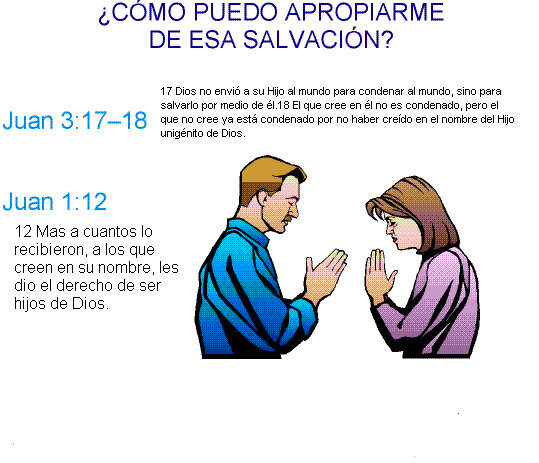 ¿CÓMO PUEDO APROPIARME
DE ESA SALVACIÓN?
Juan 3:17–18
17 Dios no envió a su Hijo al mundo para condenar al mundo, sino para
salvarlo por medio de él.18 El que cree en él no es condenado, pero el
que no cree ya está condenado por no haber creído en el nombre del Hijo
unigénito de Dios.
Juan 1:12
12 Mas a cuantos lo
recibieron, a los que
creen en su nombre, les
dio el derecho de ser
hijos de Dios.